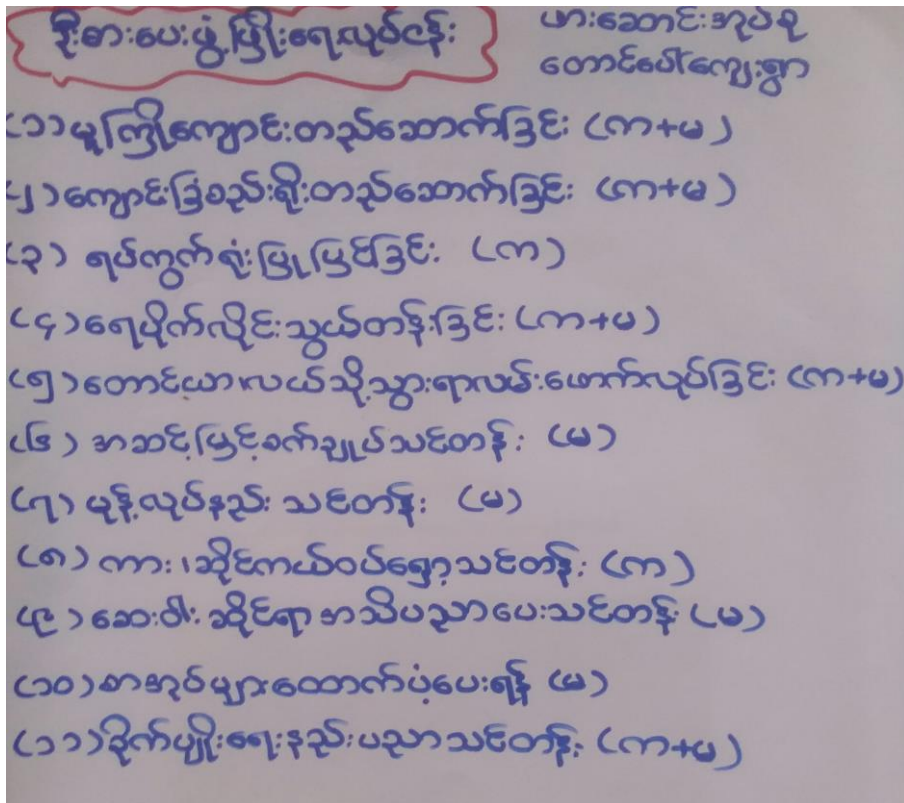 ဦးစားပေးဖွံ့ဖြိုးရေးလုပ်ငန်း
ဖားဆောင်းအုပ်စု
တောင်ပေါ်ကျေးရွာ
(၁) မူကြိုကျောင်းတည်ဆောက်ခြင်း (က+မ)
(၂) ကျောင်းခြံစည်းရိုးတည်ဆောက်ခြင်း (က+မ)
(၃) ရပ်ကွက်ရုံးပြုပြင်ခြင်း (က)
(၄) ရေပိုက်လိုင်းသွယ်တန်းခြင်း (က+မ)
(၅) တောင်ယာ၊လယ်သို့သွားရာလမ်းဖောက်လုပ်ခြင်း (က+မ)
(၆) အဆင့်မြင့်စက်ချုပ်သင်တန်း (မ)
(၇) မုန့်လုပ်နည်း သင်တန်း (မ)
(၈) ကား၊ဆိုင်ကယ်ဝပ်ရှော့သင်တန်း (က)
(၉) ဆေးဝါးဆိုင်ရာအသိပညာပေးသင်တန်း (မ)
(၁၀) စာအုပ်များထောက်ပံ့ပေးရန် (မ)
(၁၁) စိုက်ပျိုးရေးနည်းပညာသင်တန်း (က+မ)